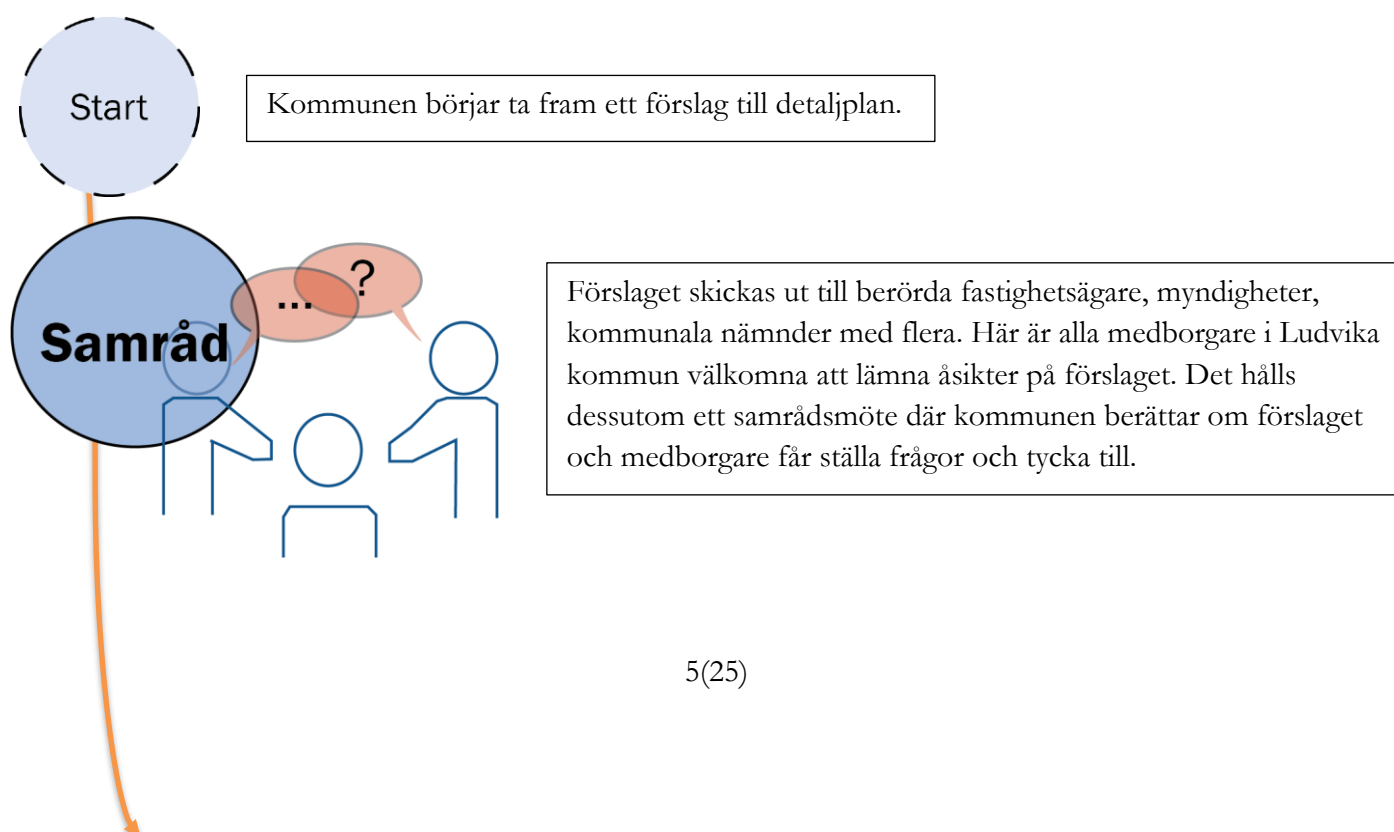 Start
Kommunen börjar ta fram ett förslag till detaljplan.
Samråd
...
?
Förslaget skickas ut till berörda fastighetsägare, myndigheter,
kommunala nämnder med flera. Här är alla medborgare i Ludvika
kommun välkomna att lämna åsikter på förslaget. Det hålls
dessutom ett samrådsmöte där kommunen berättar om förslaget
och medborgare får ställa frågor och tycka till.
5(25)